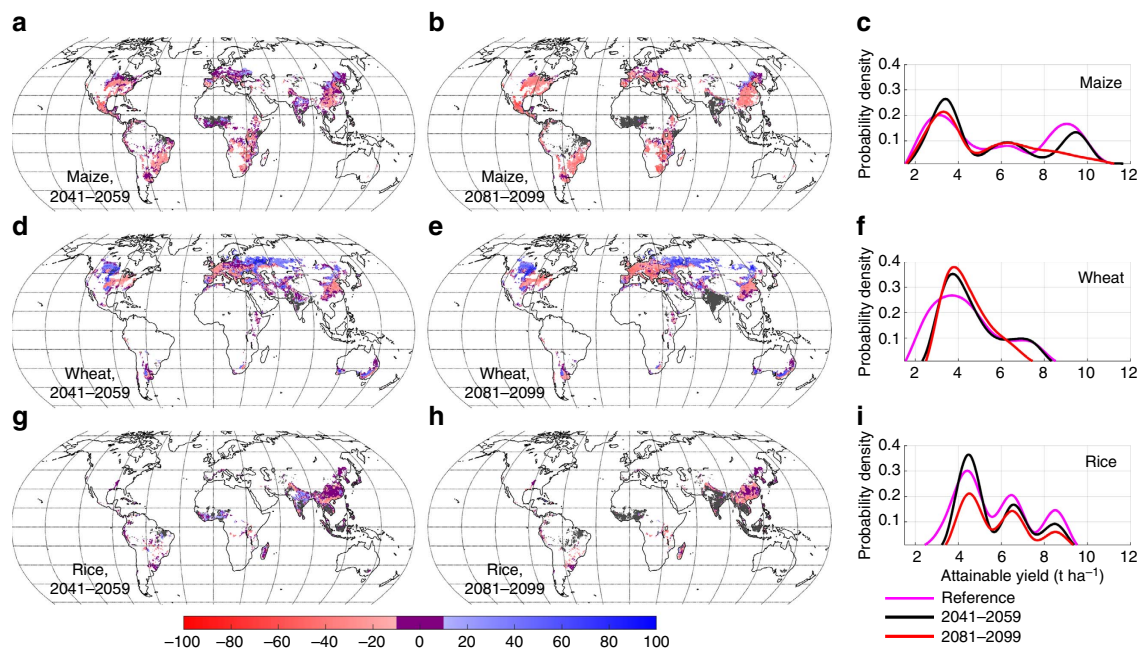 a
b
c
Maize,
2041–2059
Maize,
2081–2099
Probability density
0.4
0.3
0.2
0.1
Maize
2 4 6 8 10 12
d
e
f
Wheat,
2041–2059
Wheat,
2081–2099
Probability density
0.4
0.3
0.2
0.1
Wheat
2 4 6 8 10 12
g
h
i
Rice,
2041–2059
Rice,
2081–2099
Probability density
0.4
0.3
0.2
0.1
Rice
2 4 6 8 10 12
Attainable yield (t ha⁻¹)
Reference
2041–2059
2081–2099
−100 −80 −60 −40 −20 0 20 40 60 80 100